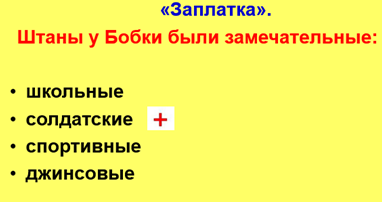 «Заплатка».
Штаны у Бобки были замечательные:
• школьные
• солдатские +
• спортивные
• джинсовые